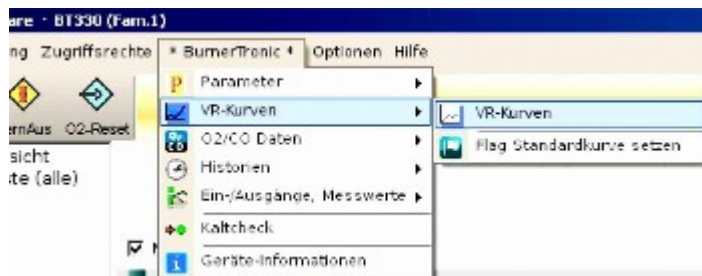 are - BT330 (Fam.1)
ng Zugriffsrechte * BurnerTronic * Optionen Hilfe
P Parameter
VR-Kurven VR-Kurven
ernAus O2-Reset
O2/CO Daten Flag Standardkurve setzen
sicht
Historien
te (alle)
Ein-/Ausgänge, Messwerte
Kaltcheck
i Geräte-Informationen